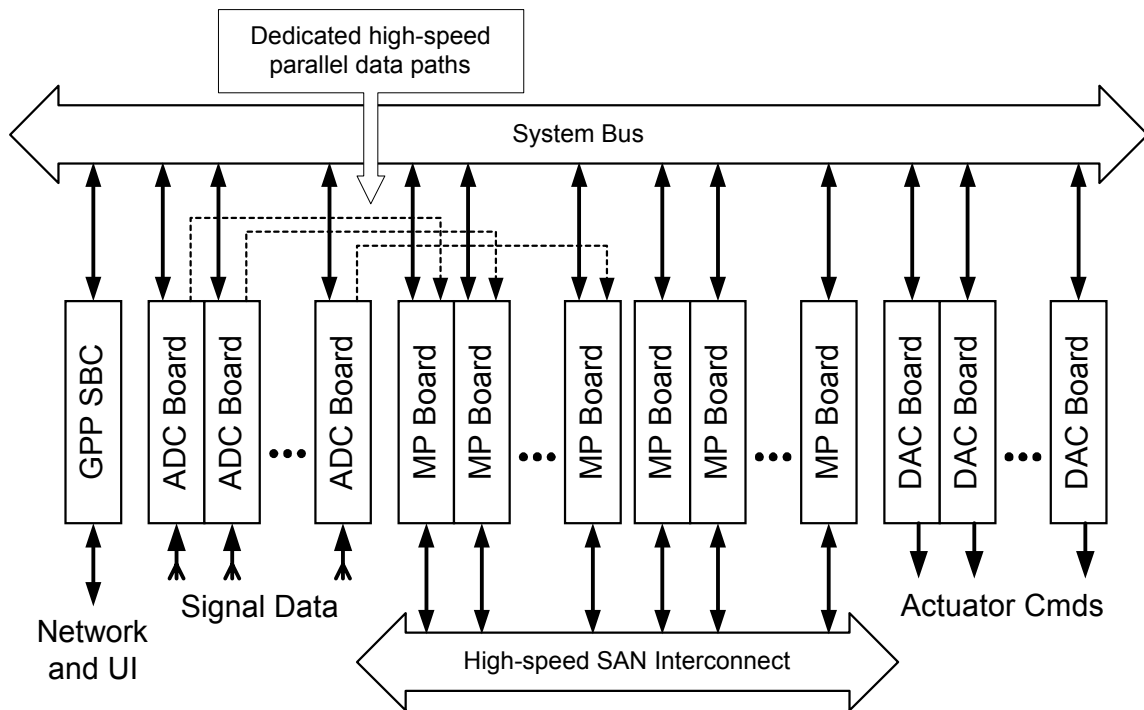 Dedicated high-speed
parallel data paths
System Bus
GPP SBC
ADC Board
ADC Board
ADC Board
MP Board
MP Board
MP Board
MP Board
MP Board
MP Board
DAC Board
DAC Board
DAC Board
Network
and UI
Signal Data
Actuator Cmds
High-speed SAN Interconnect